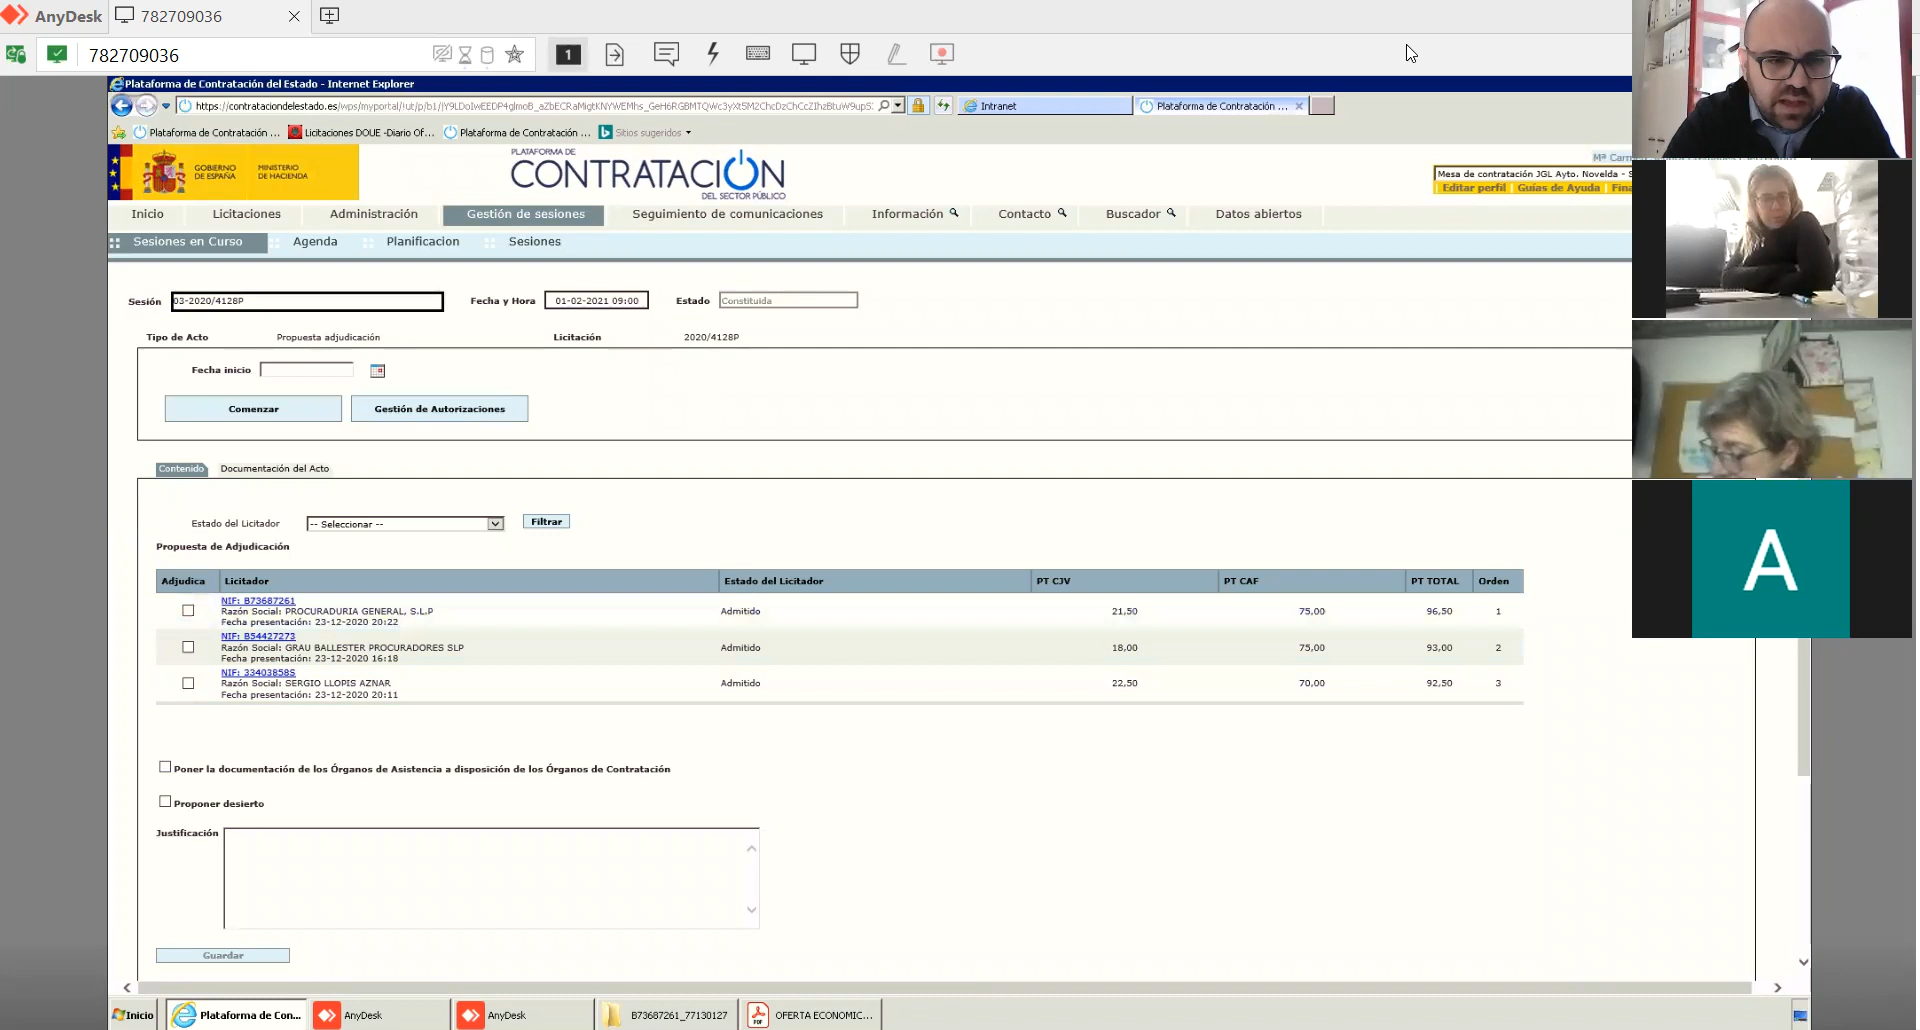 AnyDesk 782709036
782709036 1
Plataforma de Contratación del Estado - Internet Explorer
Intranet Plataforma de Contratación ...
Plataforma de Contratación ... Licitaciones DOUE -Diario Of... Plataforma de Contratación ... Sitios sugeridos
GOBIERNO DE ESPAÑA MINISTERIO DE HACIENDA
PLATAFORMA DE
CONTRATACIÓN
DEL SECTOR PÚBLICO
Mª Carm
Mesa de contratación JGL Ayto. Novelda - S
Editar perfil Guías de Ayuda Fina
Inicio Licitaciones Administración Gestión de sesiones Seguimiento de comunicaciones Información Contacto Buscador Datos abiertos
Sesiones en Curso Agenda Planificacion Sesiones
Sesión 03-2020/4128P Fecha y Hora 01-02-2021 09:00 Estado Constituida
Tipo de Acto Propuesta adjudicación Licitación 2020/4128P
Fecha inicio
Comenzar Gestión de Autorizaciones
Contenido Documentación del Acto
Estado del Licitador -- Seleccionar -- Filtrar
Propuesta de Adjudicación
Adjudica Licitador Estado del Licitador PT CJV PT CAF PT TOTAL Orden
NIF: B73687261
Razón Social: PROCURADURIA GENERAL, S.L.P Admitido 21,50 75,00 96,50 1
Fecha presentación: 23-12-2020 20:22
NIF: B54427273
Razón Social: GRAU BALLESTER PROCURADORES SLP Admitido 18,00 75,00 93,00 2
Fecha presentación: 23-12-2020 16:18
NIF: 33403858S
Razón Social: SERGIO LLOPIS AZNAR Admitido 22,50 70,00 92,50 3
Fecha presentación: 23-12-2020 20:11
Poner la documentación de los Órganos de Asistencia a disposición de los Órganos de Contratación
Proponer desierto
Justificación
Guardar
A
Inicio Plataforma de Con... AnyDesk AnyDesk B73687261_77130127 OFERTA ECONOMIC...